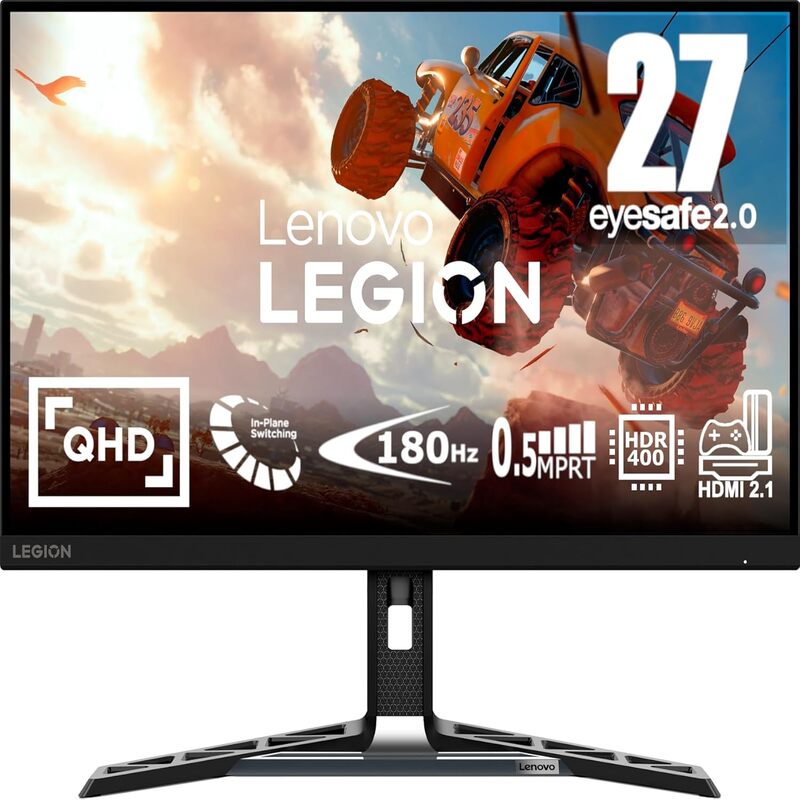 27
eyesafe2.0
Lenovo
LEGION
QHD
In-Plane
Switching
180Hz
0.5MPRT
HDR
400
HDMI 2.1
LEGION
Lenovo